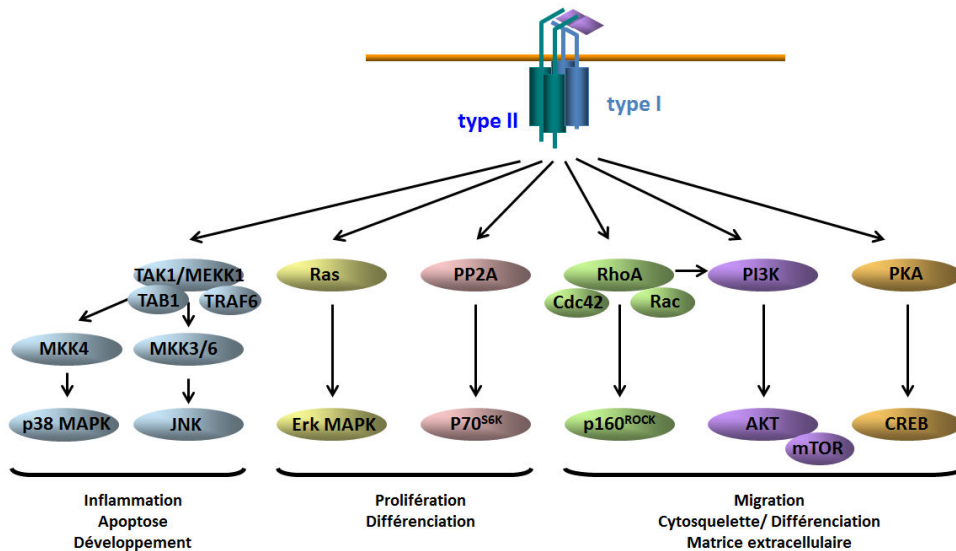 type I
type II
TAK1/MEKK1
TAB1
TRAF6
Ras
PP2A
RhoA
Cdc42
Rac
PI3K
PKA
MKK4
MKK3/6
p38 MAPK
JNK
Erk MAPK
P70S6K
p160ROCK
AKT
mTOR
CREB
Inflammation
Apoptose
Développement
Prolifération
Différenciation
Migration
Cytosquelette/ Différenciation
Matrice extracellulaire